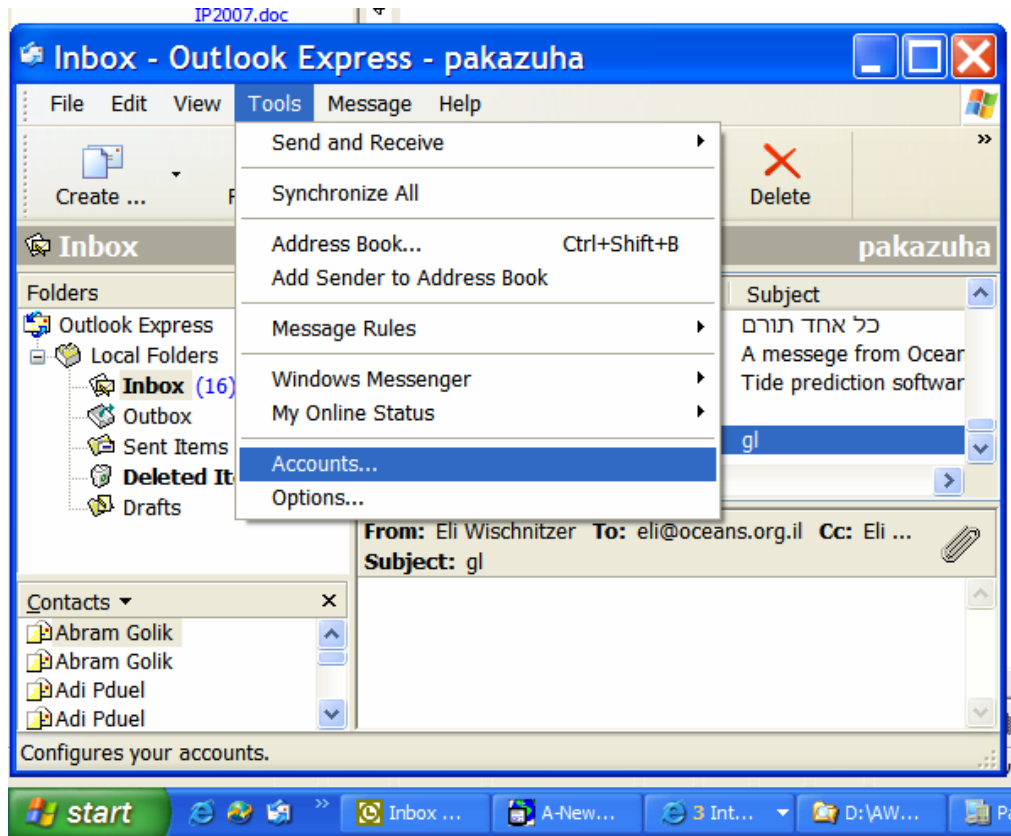 IP2007.doc
Inbox - Outlook Express - pakazuha
File Edit View Tools Message Help
Send and Receive
Synchronize All
Address Book... Ctrl+Shift+B
Add Sender to Address Book
Message Rules
Windows Messenger
My Online Status
Accounts...
Options...
Create ...
Delete
»
Inbox
pakazuha
Folders
Outlook Express
Local Folders
Inbox (16)
Outbox
Sent Items
Deleted It
Drafts
Subject
כל אחד תורם
A messege from Ocear
Tide prediction softwar
gl
From: Eli Wischnitzer To: eli@oceans.org.il Cc: Eli ...
Subject: gl
Contacts
Abram Golik
Abram Golik
Adi Pduel
Adi Pduel
Configures your accounts.
start » Inbox ... A-New... 3 Int... D:\AW...